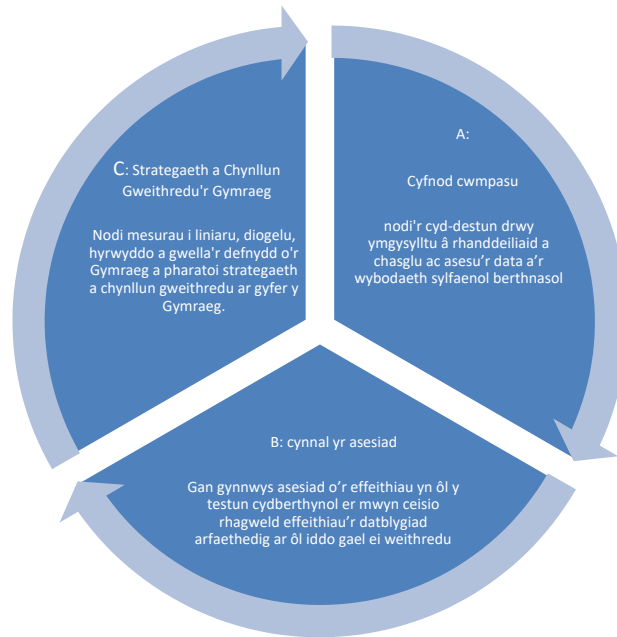 A:
Cyfnod cwmpasu
nodi'r cyd-destun drwy
ymgysylltu â rhanddeiliaid a
chasglu ac asesu’r data a’r
wybodaeth sylfaenol berthnasol
B: cynnal yr asesiad
Gan gynnwys asesiad o’r effeithiau yn ôl y
testun cydberthynol er mwyn ceisio
rhagweld effeithiau’r datblygiad
arfaethedig ar ôl iddo gael ei weithredu
C: Strategaeth a Chynllun
Gweithredu'r Gymraeg
Nodi mesurau i liniaru, diogelu,
hyrwyddo a gwella'r defnydd o'r
Gymraeg a pharatoi strategaeth
a chynllun gweithredu ar gyfer y
Gymraeg.